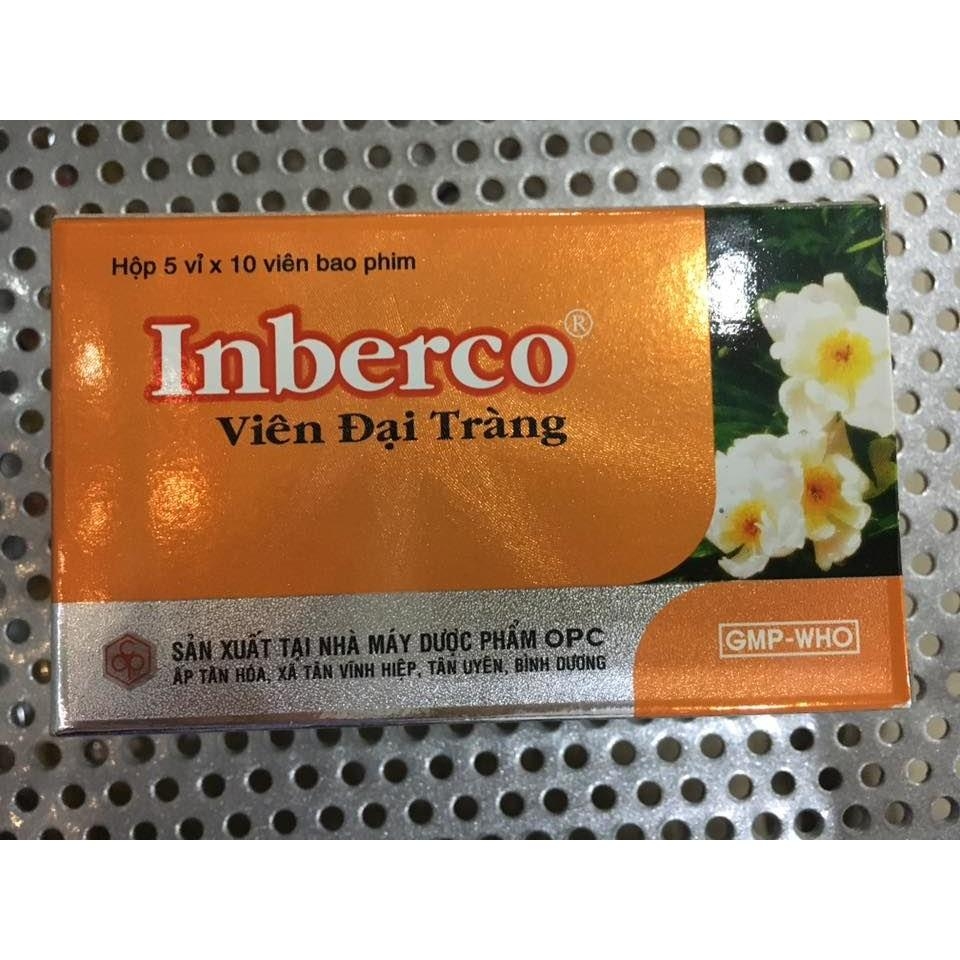 Hộp 5 vỉ x 10 viên bao phim
Inberco®
Viên Đại Tràng
SẢN XUẤT TẠI NHÀ MÁY DƯỢC PHẨM OPC
ẤP TÂN HÓA, XÃ TÂN VĨNH HIỆP, TÂN UYÊN, BÌNH DƯƠNG
GMP-WHO